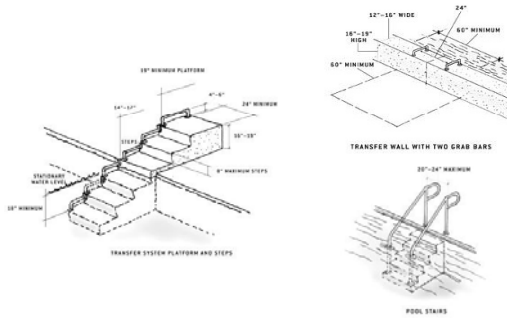 19" MINIMUM PLATFORM
4"-6"
24" MINIMUM
14"-17"
16"-19"
STEPS
8" MAXIMUM STEPS
STATIONARY
WATER LEVEL
18" MINIMUM
TRANSFER SYSTEM PLATFORM AND STEPS
24"
12"-16" WIDE
60" MINIMUM
16"-19"
HIGH
60" MINIMUM
TRANSFER WALL WITH TWO GRAB BARS
20"-24" MAXIMUM
POOL STAIRS